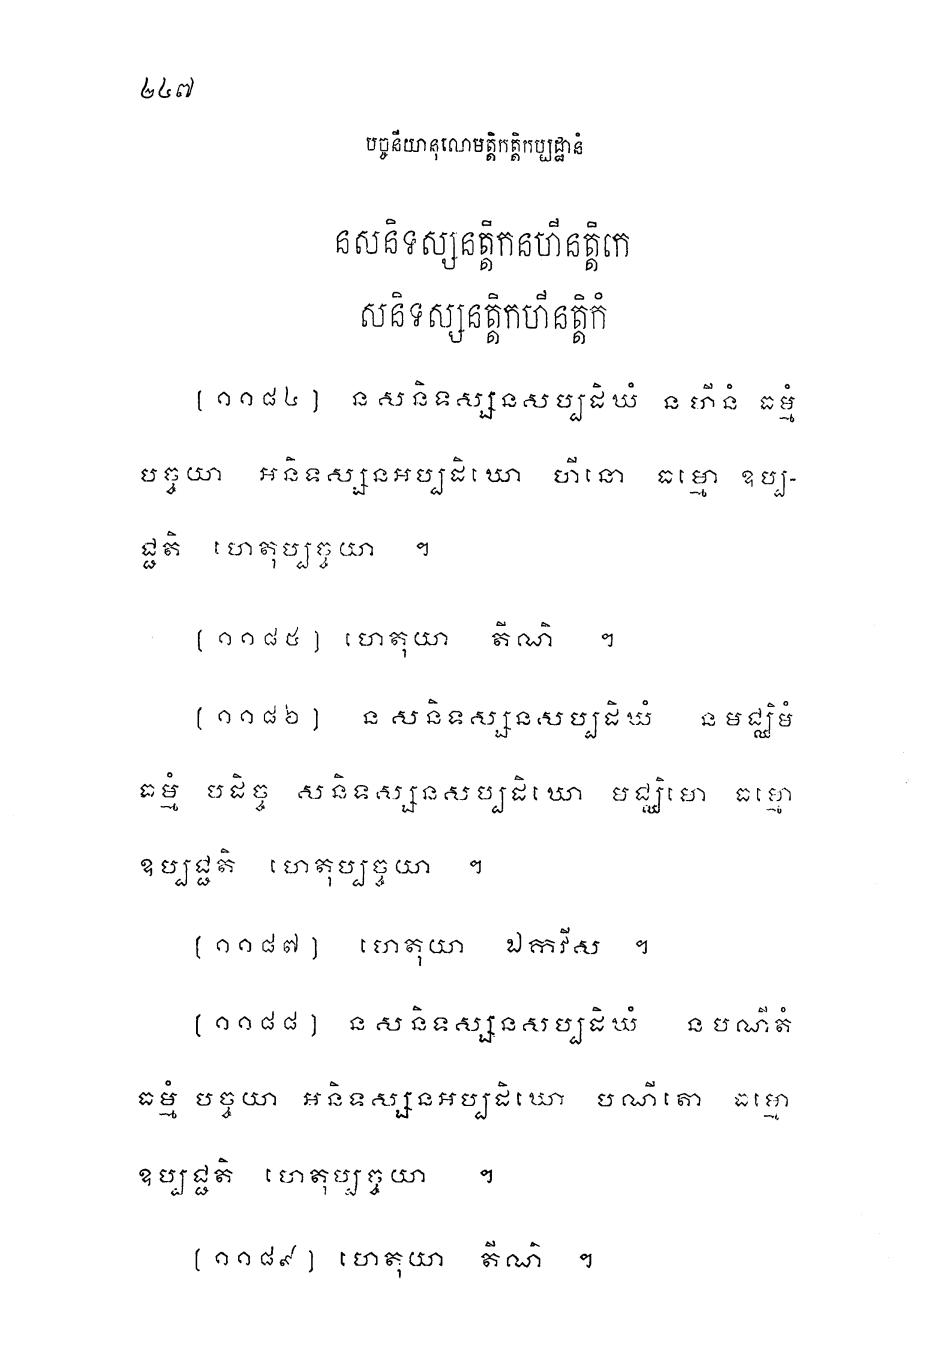 ២៤៧
បច្ចនីយានុលោមត្តិកត្តិកប្បដ្ឋានំ
នសនិទស្សនត្តិកនហីនត្តិកេ
សនិទស្សនត្តិកហីនត្តិកំ
[១១៨៤] នសនិទស្សនសប្បដិឃំ នហីនំ ធម្មំ
បច្ចយា អនិទស្សនអប្បដិឃោ ហីនោ ធម្មោ ឧប្ប-
ជ្ជតិ ហេតុប្បច្ចយា ។
[១១៨៥] ហេតុយា តីណិ ។
[១១៨៦] នសនិទស្សនសប្បដិឃំ នមជ្ឈិមំ
ធម្មំ បដិច្ច សនិទស្សនសប្បដិឃោ មជ្ឈិមោ ធម្មោ
ឧប្បជ្ជតិ ហេតុប្បច្ចយា ។
[១១៨៧] ហេតុយា ឯកវីស ។
[១១៨៨] នសនិទស្សនសប្បដិឃំ នបណីតំ
ធម្មំ បច្ចយា អនិទស្សនអប្បដិឃោ បណីតោ ធម្មោ
ឧប្បជ្ជតិ ហេតុប្បច្ចយា ។
[១១៨៩] ហេតុយា តីណិ ។